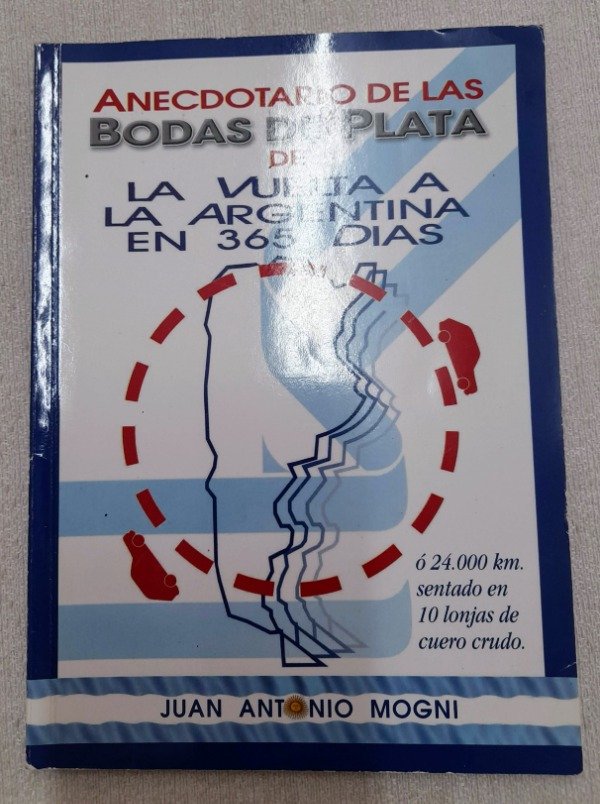 ANECDOTARIO DE LAS
BODAS DE PLATA
DE
LA VUELTA A
LA ARGENTINA
EN 365 DIAS
ó 24.000 km.
sentado en
10 lonjas de
cuero crudo.
JUAN ANTONIO MOGNI